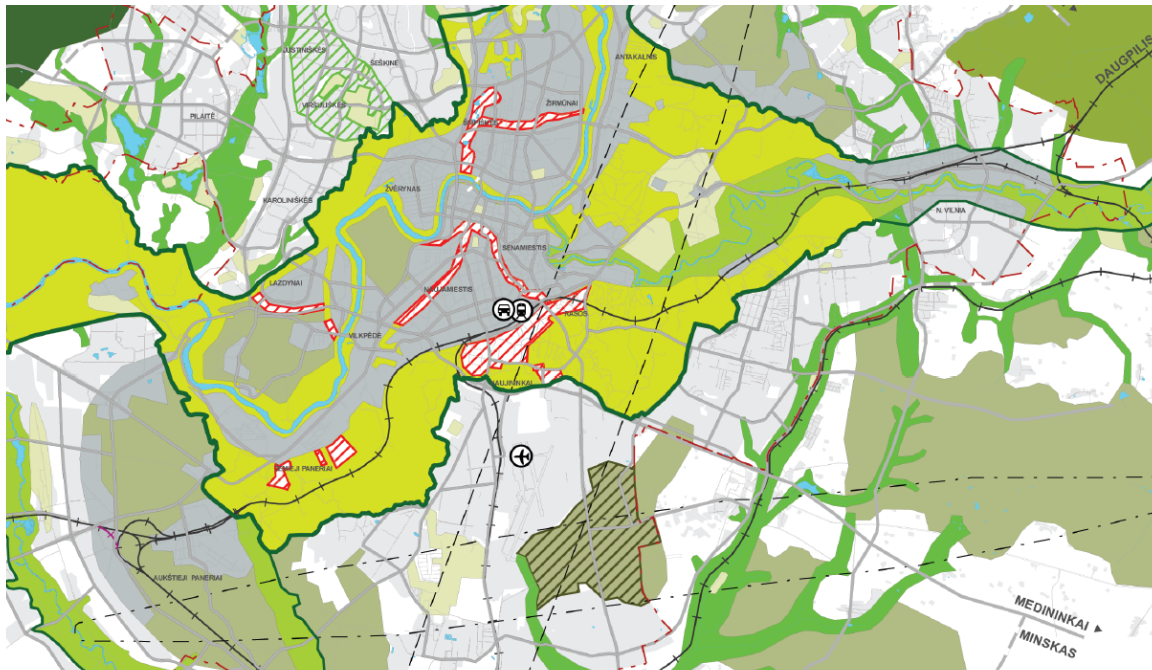 JUSTINIŠKĖS
ŠEŠKINĖ
ANTAKALNIS
DAUGPILIS
VIRŠULIŠKĖS
ŽIRMŪNAI
PILAITĖ
ŠNIPIŠKĖS
ŽVĖRYNAS
KAROLINIŠKĖS
N. VILNIA
SENAMIESTIS
LAZDYNAI
NAUJAMIESTIS
RASOS
VILKPĖDĖ
NAUJININKAI
ŽEMIEJI PANERIAI
AUKŠTIEJI PANERIAI
MEDININKAI
MINSKAS